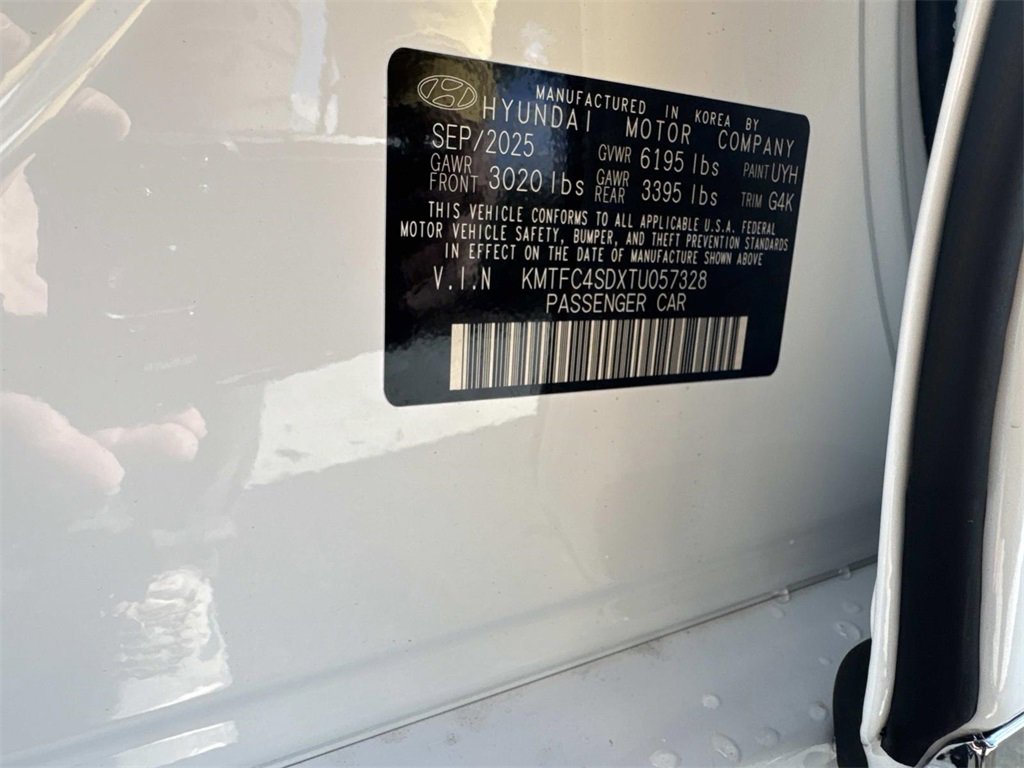 MANUFACTURED IN KOREA BY
HYUNDAI MOTOR COMPANY
SEP/2025 GVWR 6195 lbs PAINT UYH
GAWR FRONT 3020 lbs GAWR REAR 3395 lbs TRIM G4K
THIS VEHICLE CONFORMS TO ALL APPLICABLE U.S.A. FEDERAL
MOTOR VEHICLE SAFETY, BUMPER, AND THEFT PREVENTION STANDARDS
IN EFFECT ON THE DATE OF MANUFACTURE SHOWN ABOVE
V.I.N KMTFC4SDXTU057328
PASSENGER CAR